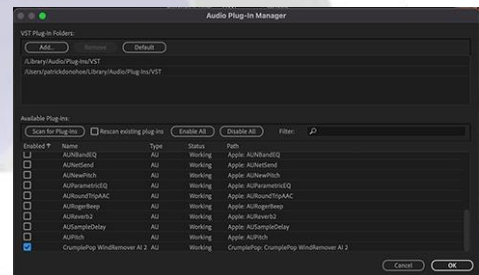 Audio Plug-In Manager
VST Plug-In Folders:
Add... Remove Default
/Library/Audio/Plug-Ins/VST
/Users/patrickdonohoe/Library/Audio/Plug-Ins/VST
Available Plug-ins:
Scan for Plug-Ins Rescan existing plug-ins Enable All Disable All Filter:
Enabled Name Type Status Path
AUNBandEQ AU Working Apple: AUNBandEQ
AUNetSend AU Working Apple: AUNetSend
AUNewPitch AU Working Apple: AUNewPitch
AUParametricEQ AU Working Apple: AUParametricEQ
AURoundTripAAC AU Working Apple: AURoundTripAAC
AURogerBeep AU Working Apple: AURogerBeep
AUReverb2 AU Working Apple: AUReverb2
AUSampleDelay AU Working Apple: AUSampleDelay
AUPitch AU Working Apple: AUPitch
CrumplePop WindRemover AI 2 AU Working CrumplePop: CrumplePop WindRemover AI 2
Cancel OK